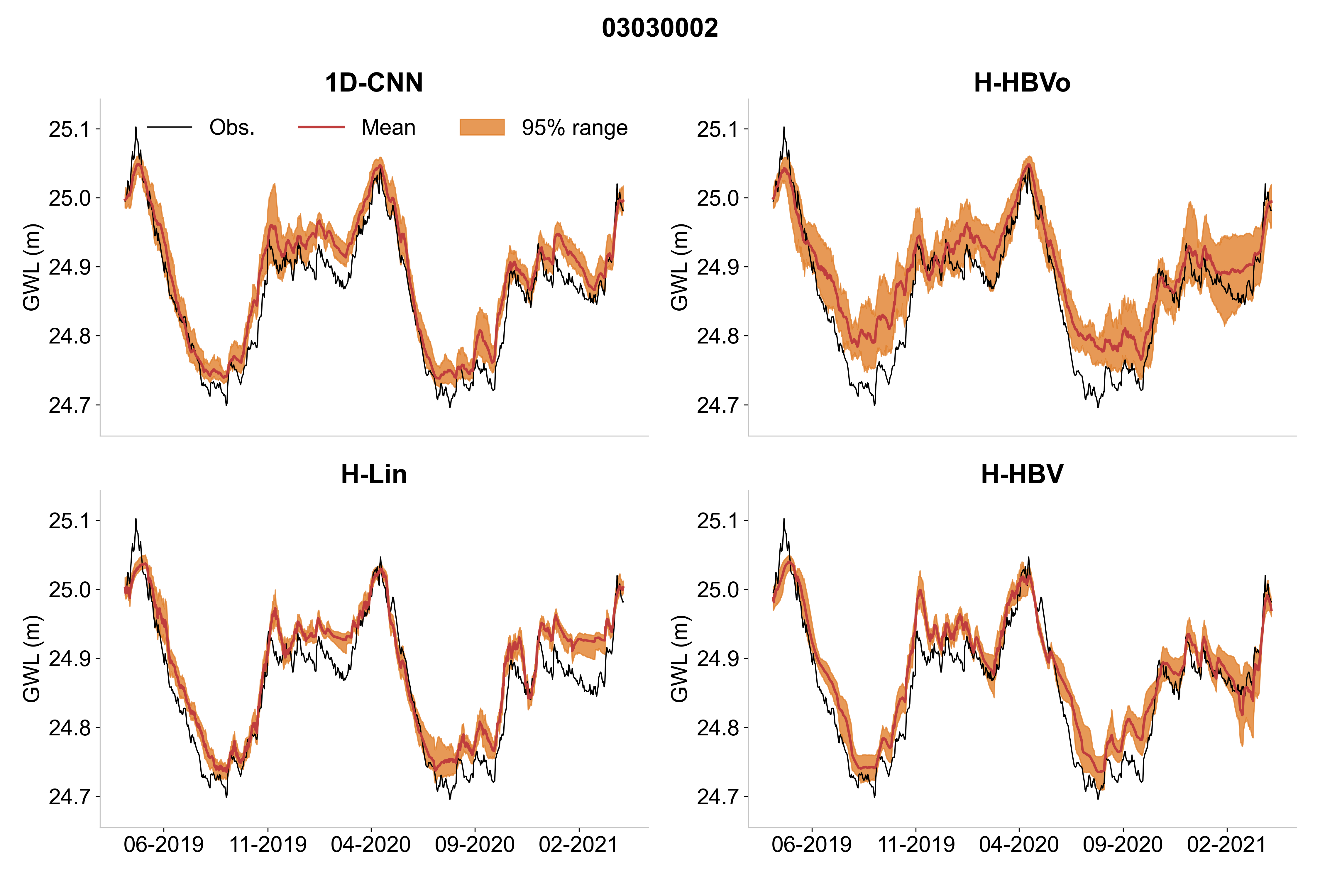 03030002
1D-CNN
H-HBVo
Obs. Mean 95% range
GWL (m)
25.1
25.0
24.9
24.8
24.7
GWL (m)
25.1
25.0
24.9
24.8
24.7
H-Lin
H-HBV
GWL (m)
25.1
25.0
24.9
24.8
24.7
06-2019 11-2019 04-2020 09-2020 02-2021
GWL (m)
25.1
25.0
24.9
24.8
24.7
06-2019 11-2019 04-2020 09-2020 02-2021